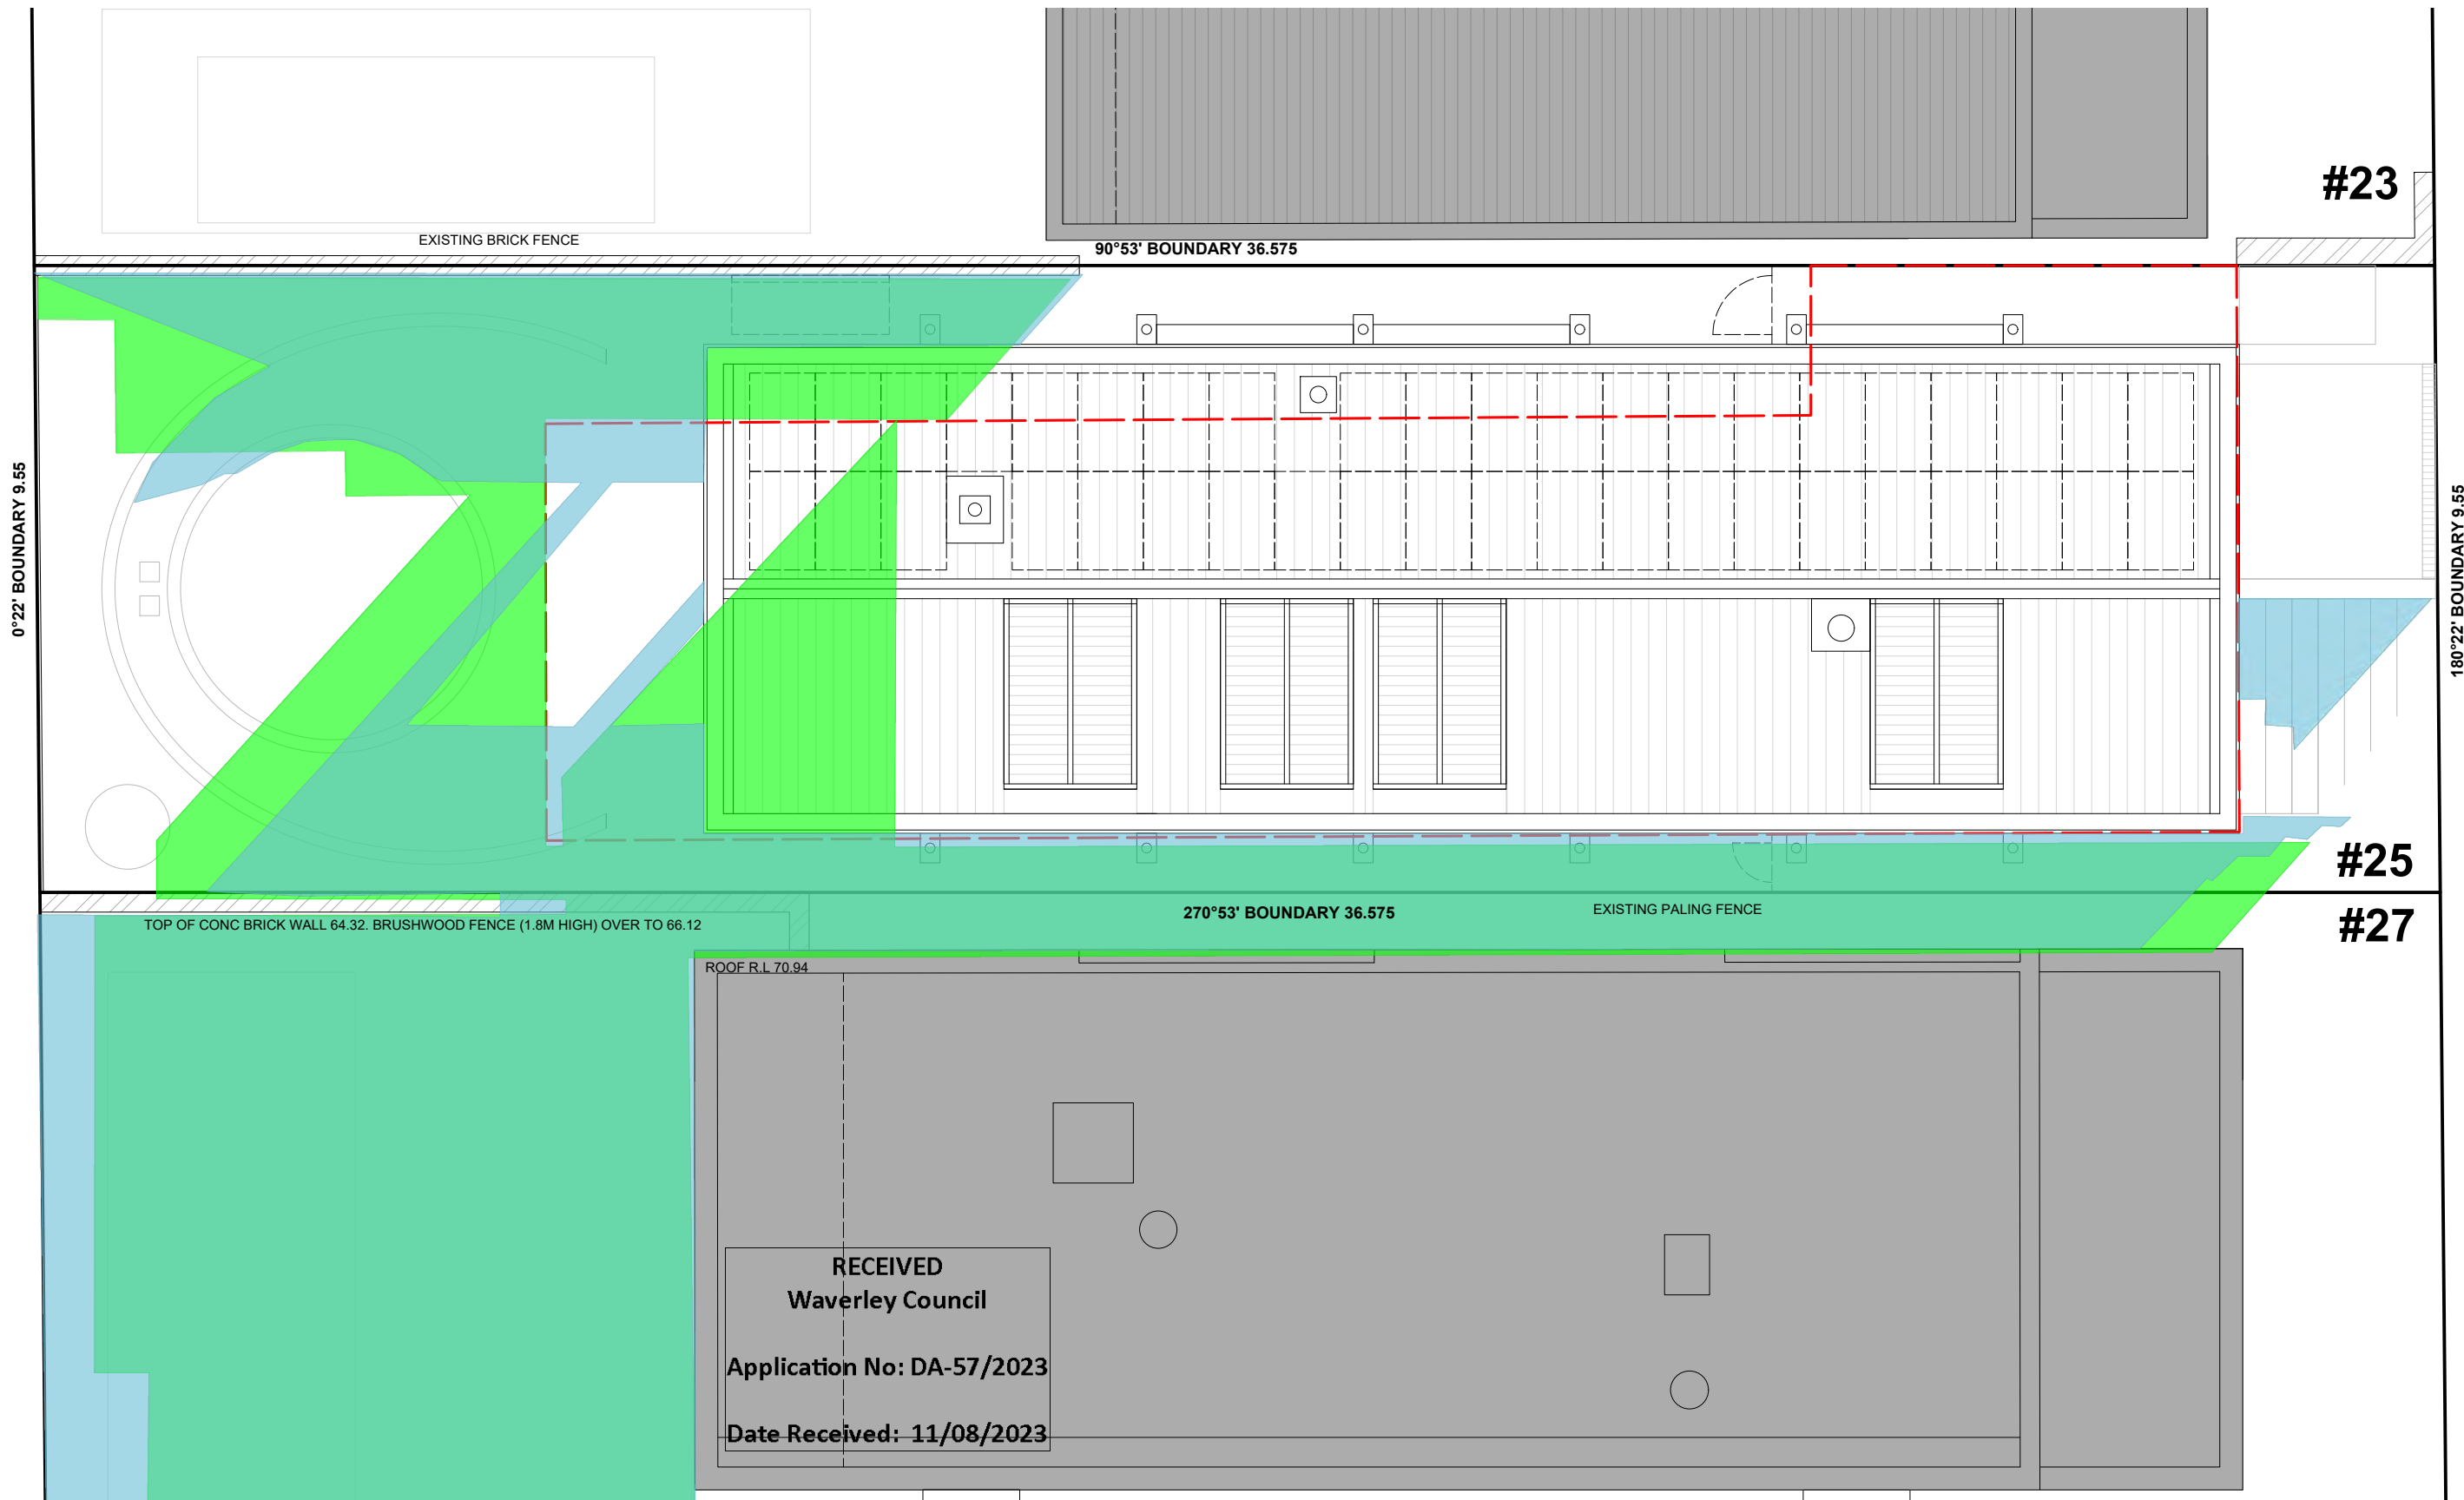 #23
EXISTING BRICK FENCE
90°53' BOUNDARY 36.575
0°22' BOUNDARY 9.55
180°22' BOUNDARY 9.55
#25
270°53' BOUNDARY 36.575
EXISTING PALING FENCE
#27
TOP OF CONC BRICK WALL 64.32. BRUSHWOOD FENCE (1.8M HIGH) OVER TO 66.12
ROOF R.L 70.94
RECEIVED
Waverley Council
Application No: DA-57/2023
Date Received: 11/08/2023